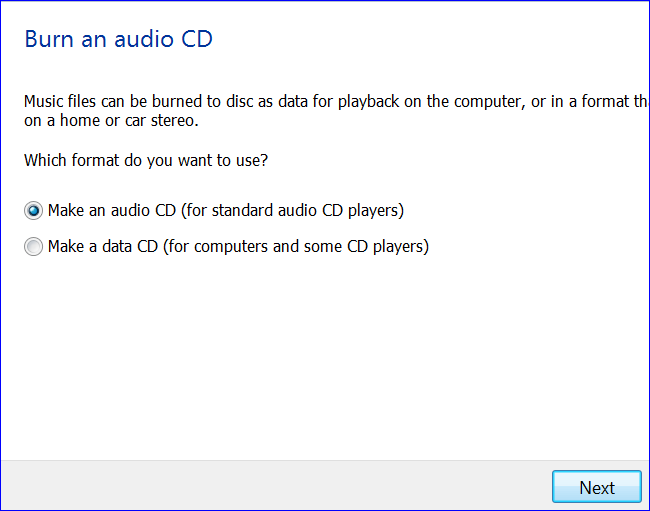 Burn an audio CD
Music files can be burned to disc as data for playback on the computer, or in a format tha
on a home or car stereo.
Which format do you want to use?
Make an audio CD (for standard audio CD players)
Make a data CD (for computers and some CD players)
Next